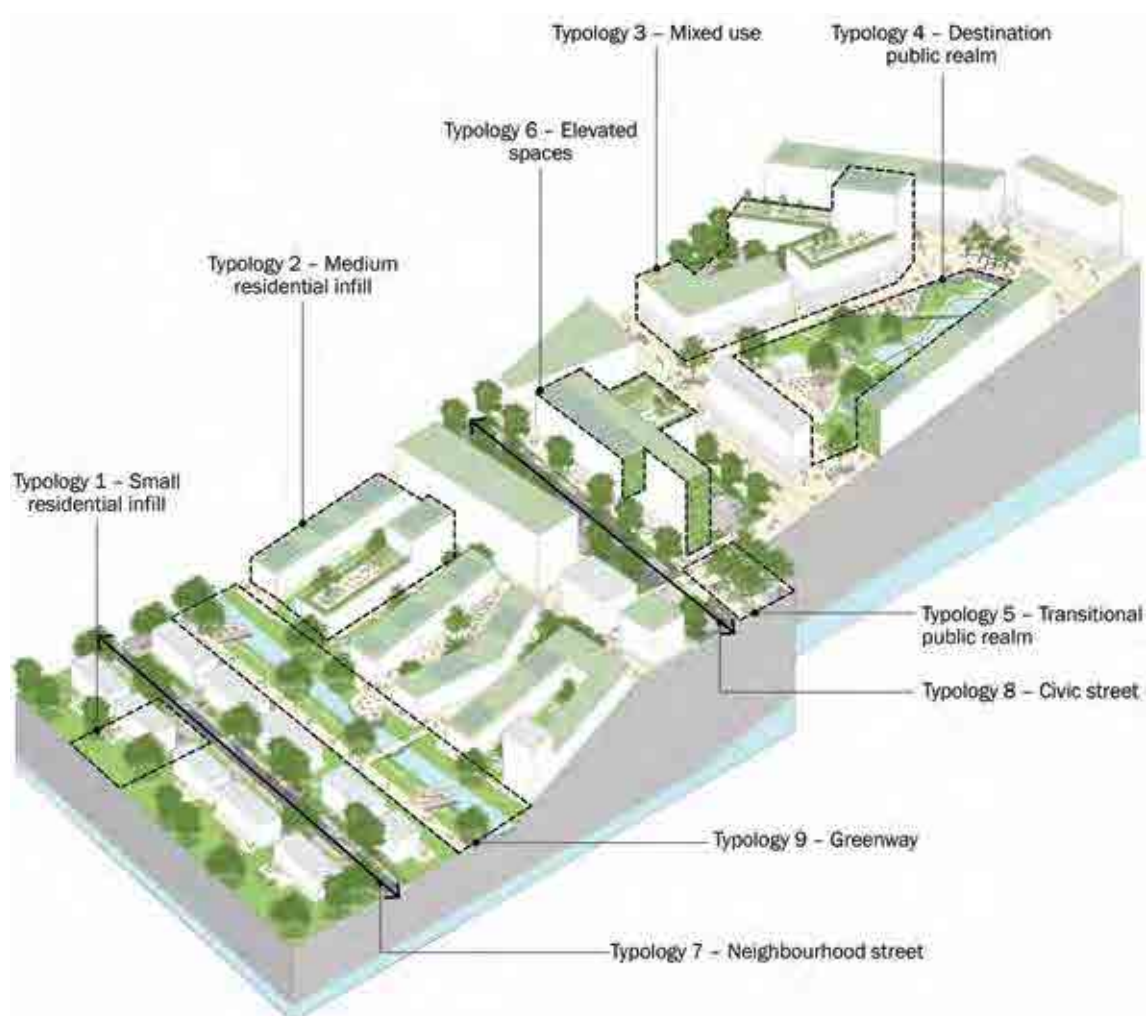 Typology 3 – Mixed use
Typology 4 – Destination
public realm
Typology 6 – Elevated
spaces
Typology 2 – Medium
residential infill
Typology 1 – Small
residential infill
Typology 5 – Transitional
public realm
Typology 8 – Civic street
Typology 9 – Greenway
Typology 7 – Neighbourhood street